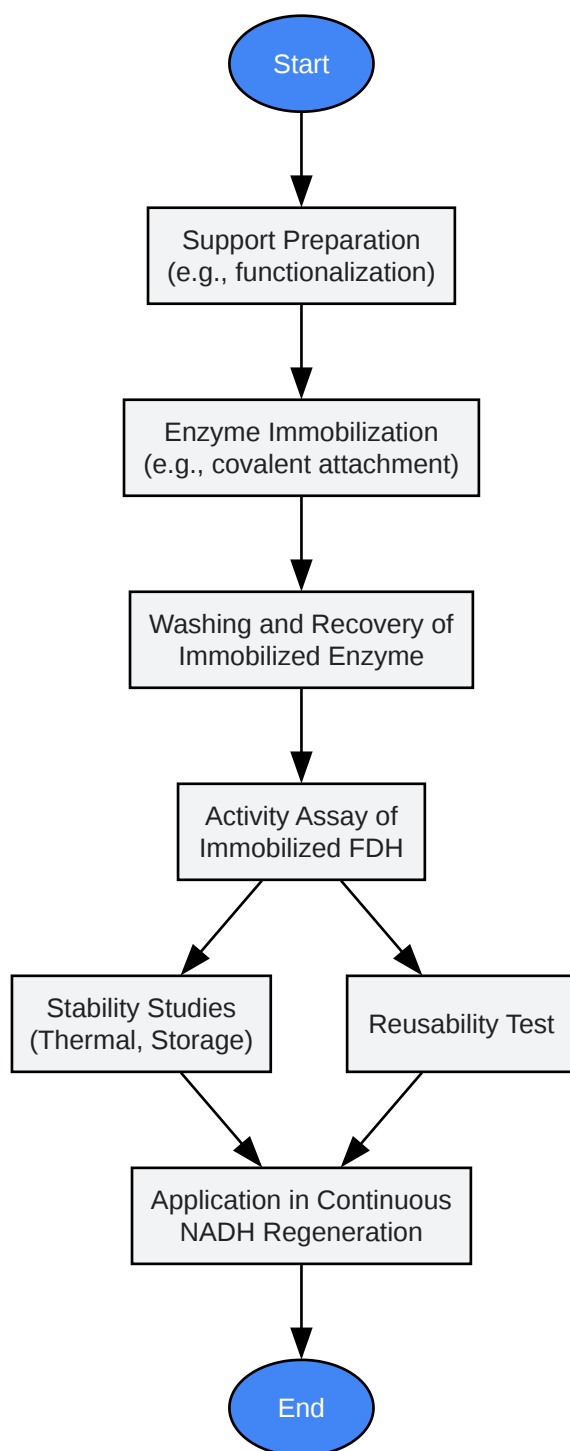 Start
Support Preparation
(e.g., functionalization)
Enzyme Immobilization
(e.g., covalent attachment)
Washing and Recovery of
Immobilized Enzyme
Activity Assay of
Immobilized FDH
Stability Studies
(Thermal, Storage)
Reusability Test
Application in Continuous
NADH Regeneration
End